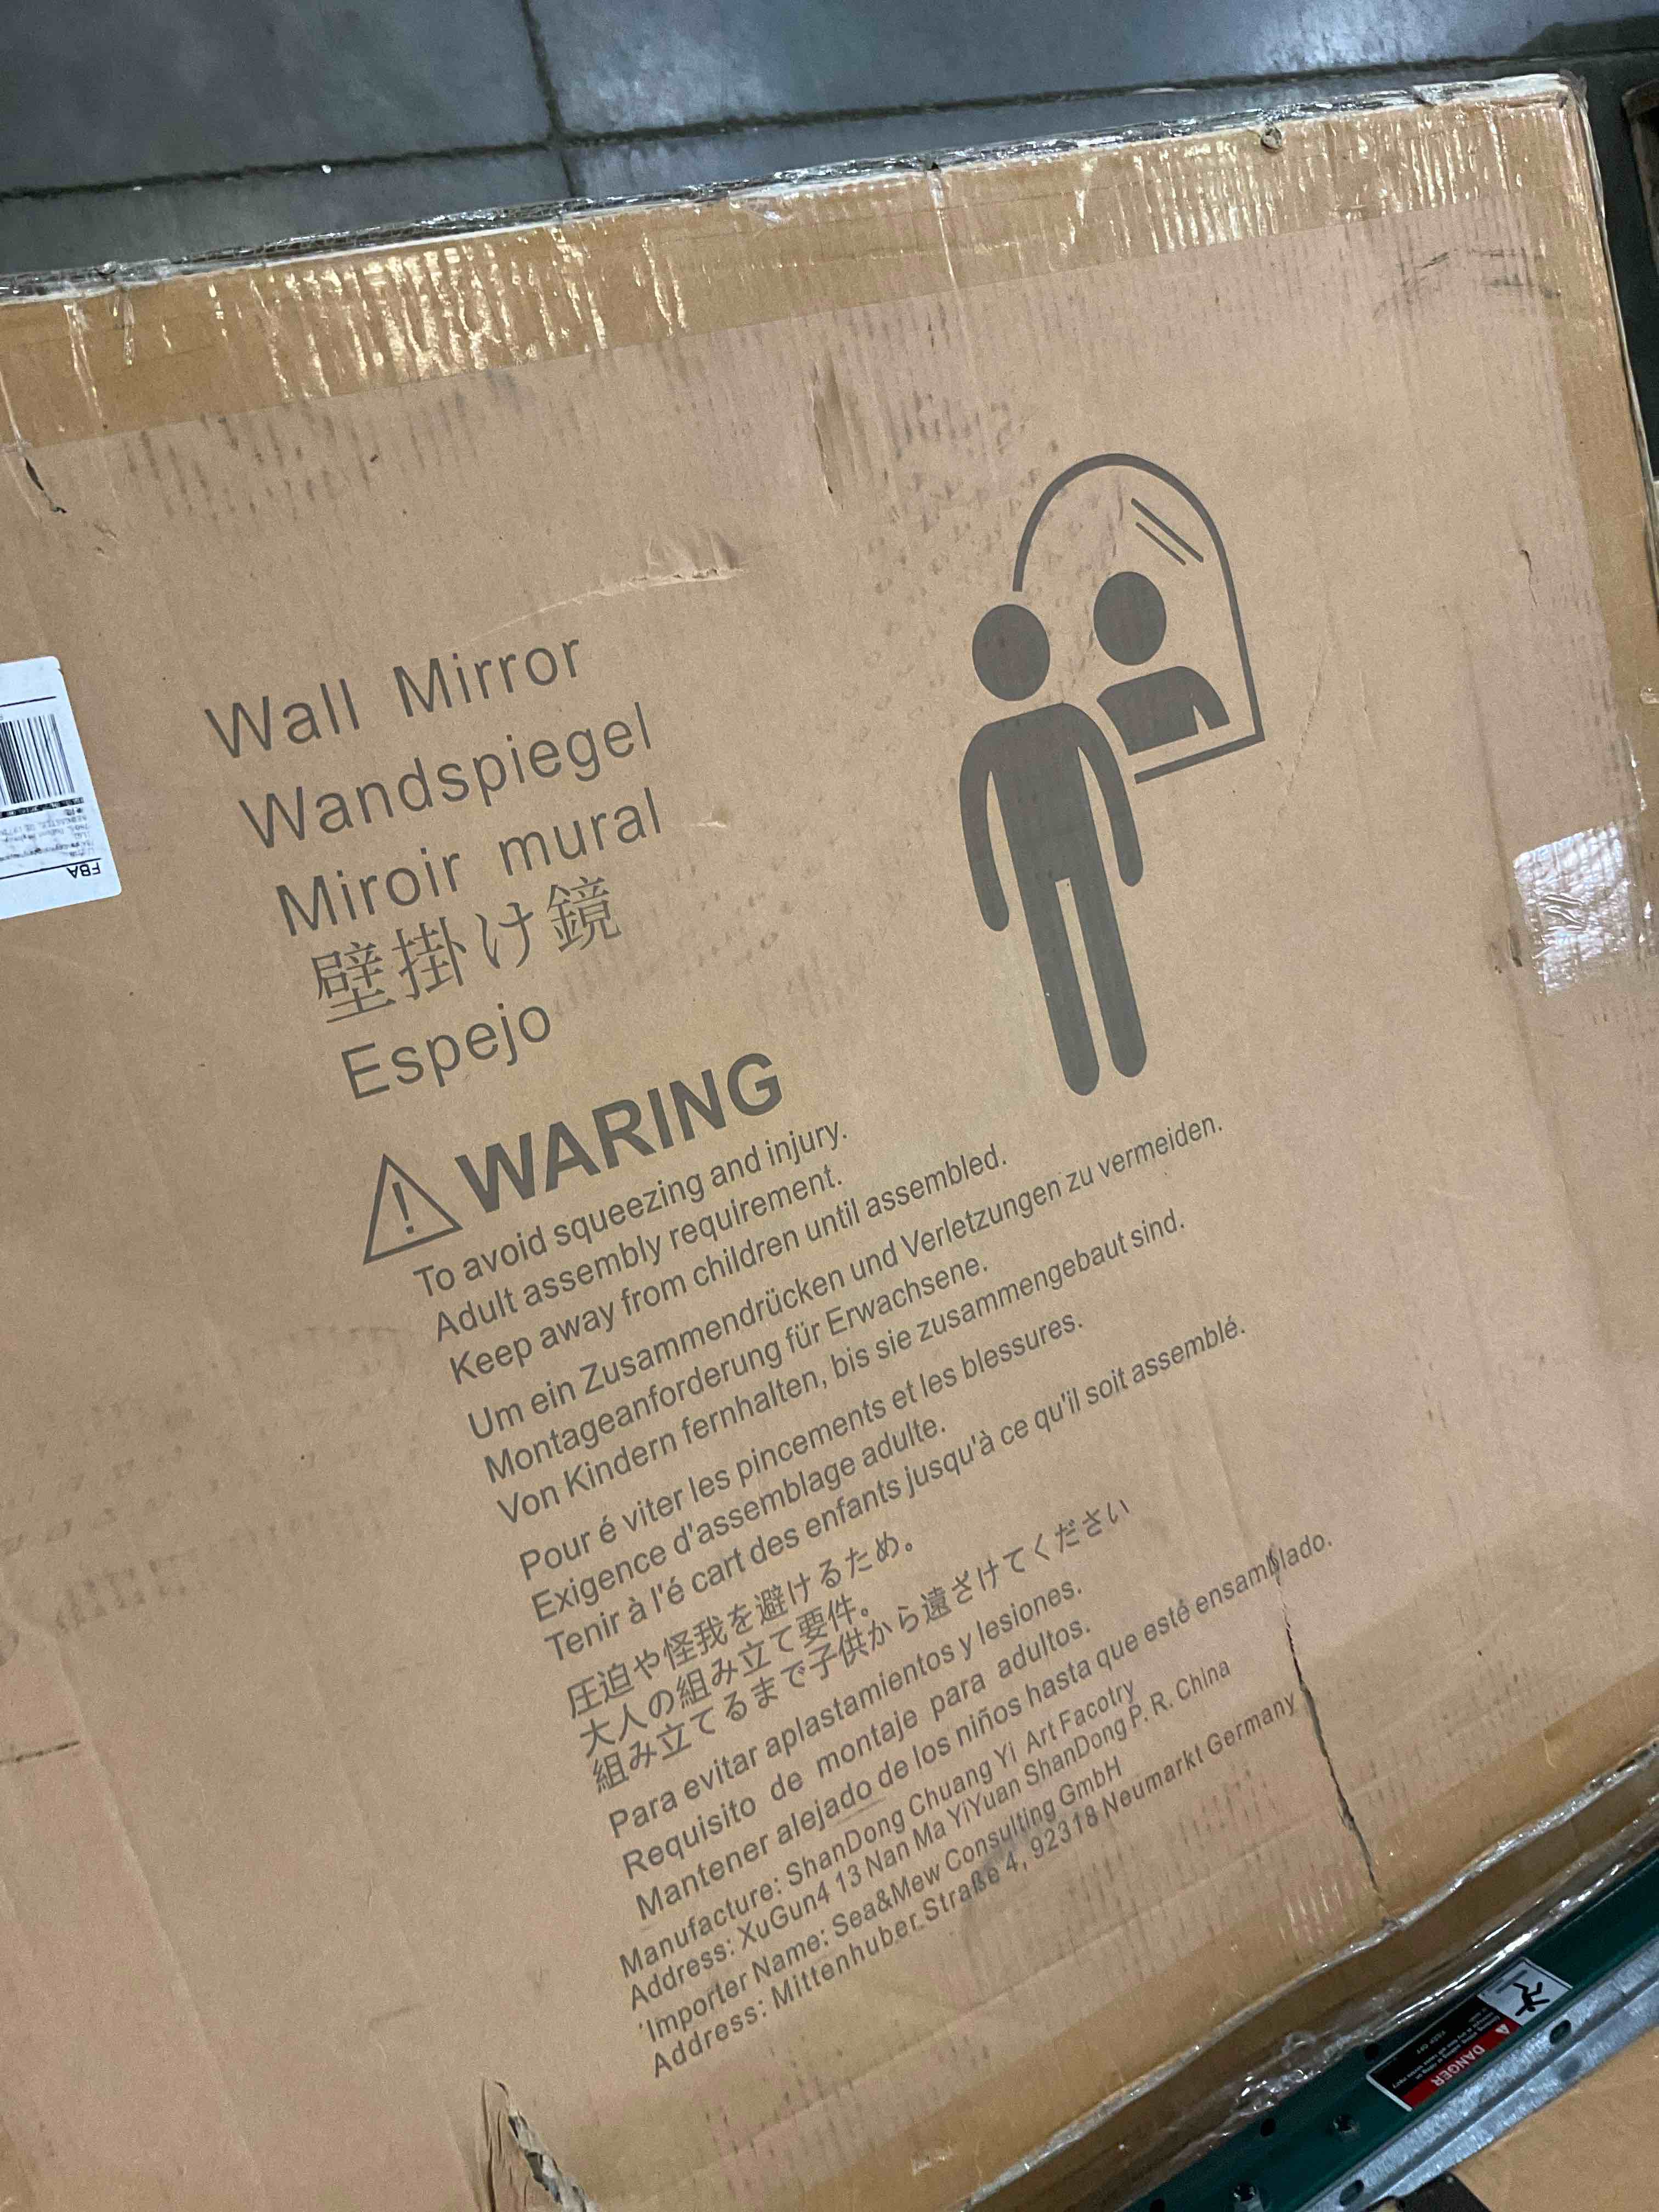 Wall Mirror
Wandspiegel
Miroir mural
壁掛け鏡
Espejo
WARING
To avoid squeezing and injury.
Adult assembly requirement.
Keep away from children until assembled.
Um ein Zusammendrücken und Verletzungen zu vermeiden.
Montageanforderung für Erwachsene.
Von Kindern fernhalten, bis sie zusammengebaut sind.
Pour é viter les pincements et les blessures.
Exigence d'assemblage adulte.
Tenir à l'é cart des enfants jusqu'à ce qu'il soit assemblé.
圧迫や怪我を避けるため。
大人の組み立て要件。
組み立てるまで子供から遠ざけてください
Para evitar aplastamientos y lesiones.
Requisito de montaje para adultos.
Mantener alejado de los niños hasta que esté ensamblado.
Manufacture: ShanDong Chuang Yi Art Facotry
Address: XuGun4 13 Nan Ma YiYuan ShanDong P. R. China
'Importer Name: Sea&Mew Consulting GmbH
Address: Mittenhuber Straße 4, 92318 Neumarkt Germany
FBA
DANGER
KEEP OFF